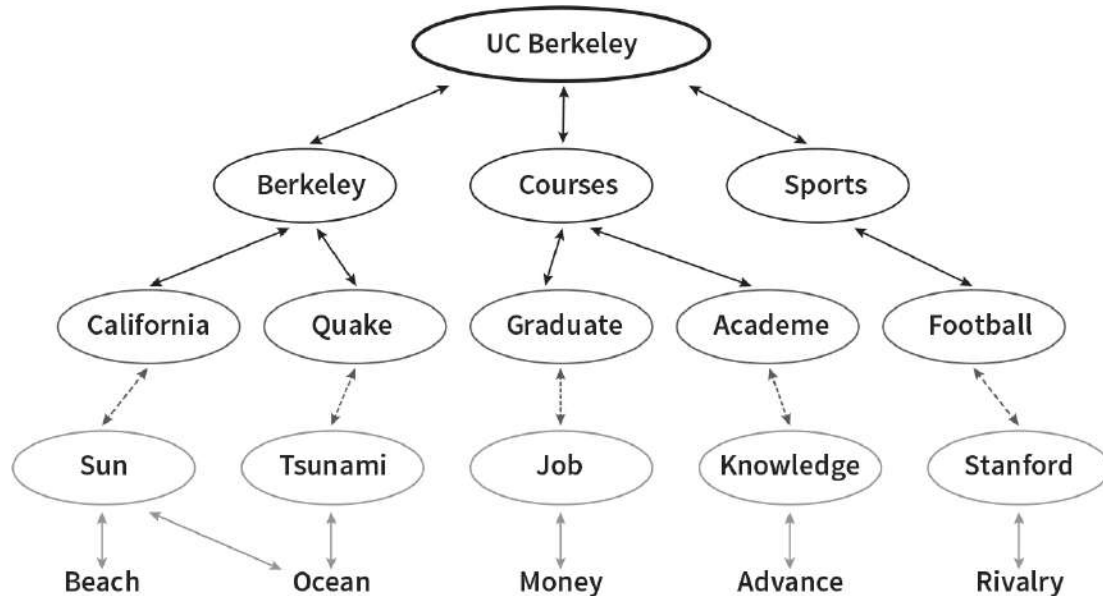 UC Berkeley
Berkeley Courses Sports
California Quake Graduate Academe Football
Sun Tsunami Job Knowledge Stanford
Beach Ocean Money Advance Rivalry